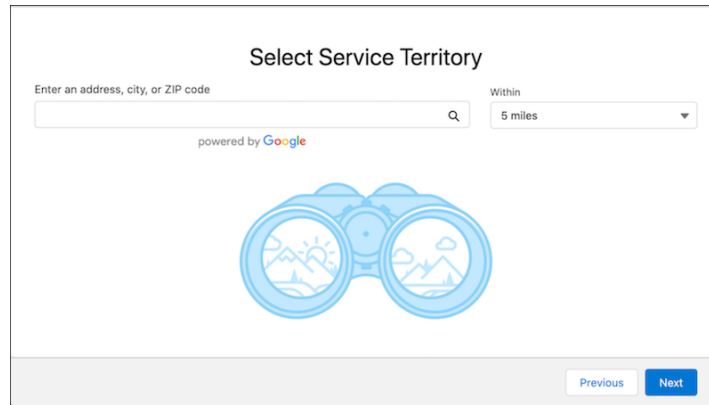 Select Service Territory
Enter an address, city, or ZIP code
Within
5 miles
powered by Google
Previous
Next